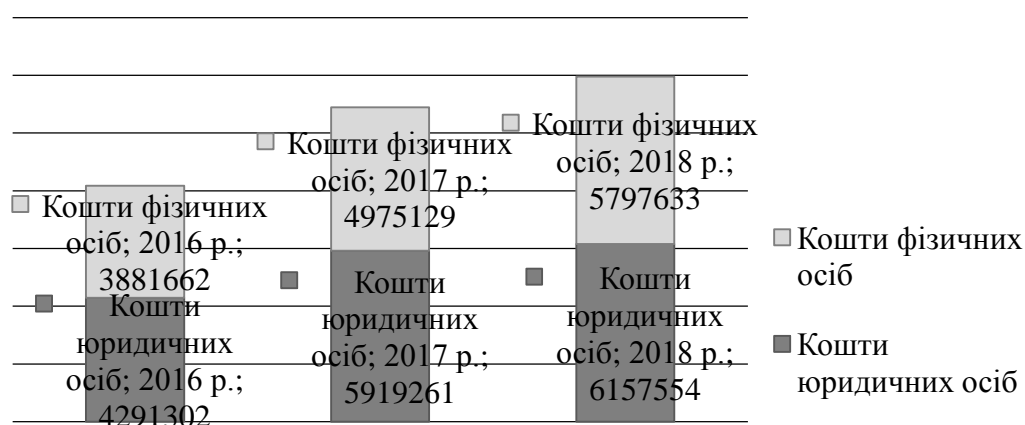 Кошти фізичних
осіб; 2016 р.;
3881662
Кошти
юридичних
осіб; 2016 р.;
4291302
Кошти фізичних
осіб; 2017 р.;
4975129
Кошти
юридичних
осіб; 2017 р.;
5919261
Кошти фізичних
осіб; 2018 р.;
5797633
Кошти
юридичних
осіб; 2018 р.;
6157554
Кошти фізичних
осіб
Кошти
юридичних осіб